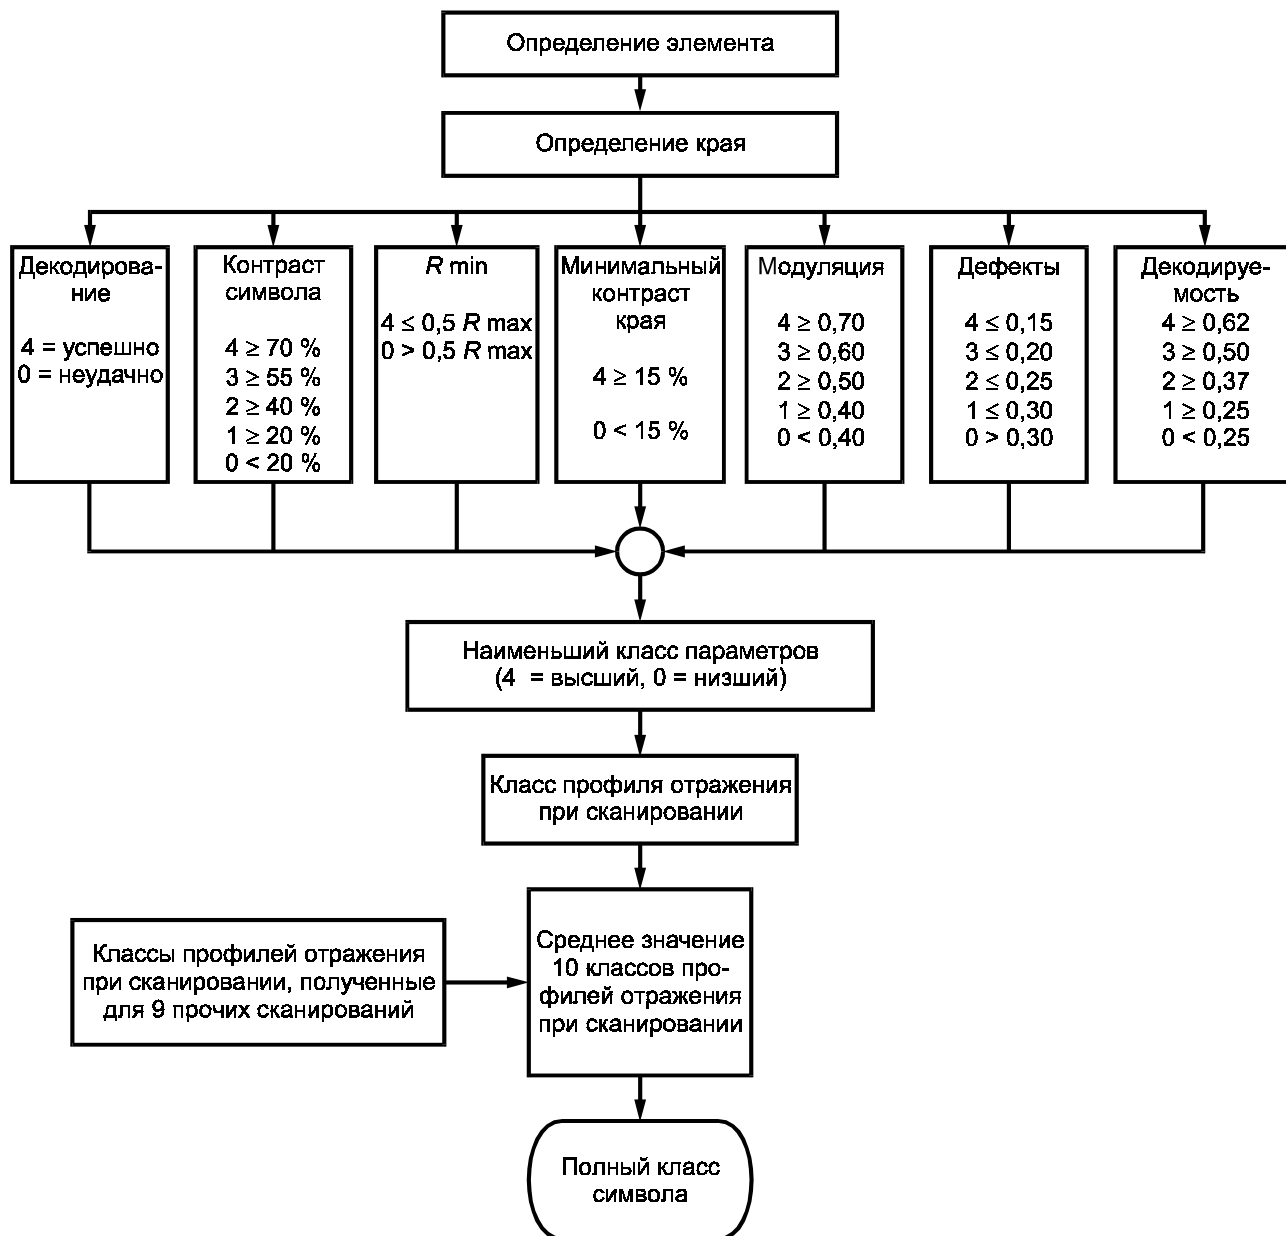 Определение элемента
Определение края
Декодирова-
ние
4 = успешно
0 = неудачно
Контраст
символа
4 ≥ 70 %
3 ≥ 55 %
2 ≥ 40 %
1 ≥ 20 %
0 < 20 %
R min
4 ≤ 0,5 R max
0 > 0,5 R max
Минимальный
контраст
края
4 ≥ 15 %
0 < 15 %
Модуляция
4 ≥ 0,70
3 ≥ 0,60
2 ≥ 0,50
1 ≥ 0,40
0 < 0,40
Дефекты
4 ≤ 0,15
3 ≤ 0,20
2 ≤ 0,25
1 ≤ 0,30
0 > 0,30
Декодируе-
мость
4 ≥ 0,62
3 ≥ 0,50
2 ≥ 0,37
1 ≥ 0,25
0 < 0,25
Наименьший класс параметров
(4 = высший, 0 = низший)
Класс профиля отражения
при сканировании
Классы профилей отражения
при сканировании, полученные
для 9 прочих сканирований
Среднее значение
10 классов про-
филей отражения
при сканировании
Полный класс
символа